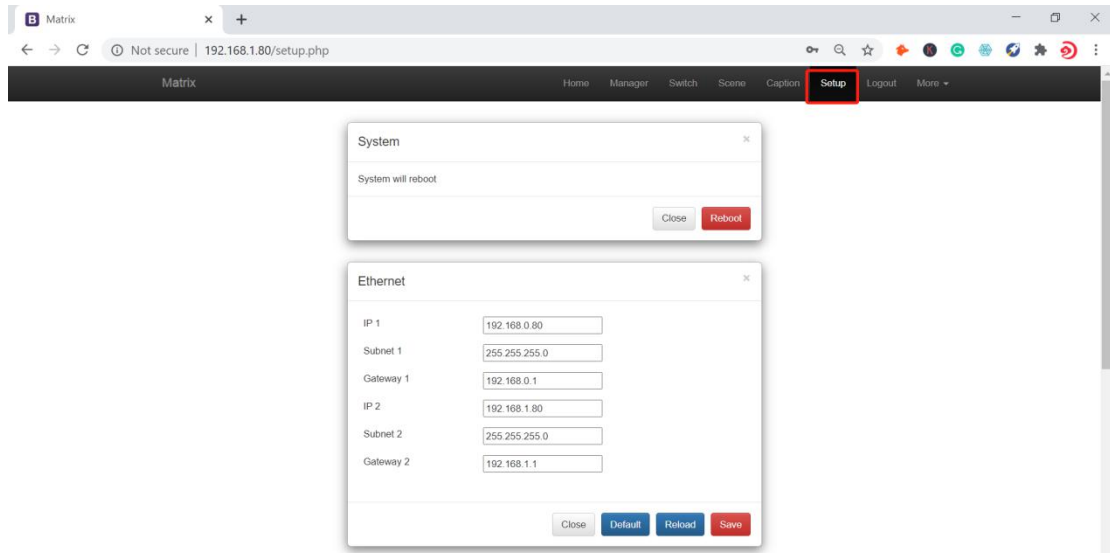 B Matrix
Not secure | 192.168.1.80/setup.php
Matrix Home Manager Switch Scene Caption Setup Logout More
System
System will reboot
Close Reboot
Ethernet
IP 1 192.168.0.80
Subnet 1 255.255.255.0
Gateway 1 192.168.0.1
IP 2 192.168.1.80
Subnet 2 255.255.255.0
Gateway 2 192.168.1.1
Close Default Reload Save